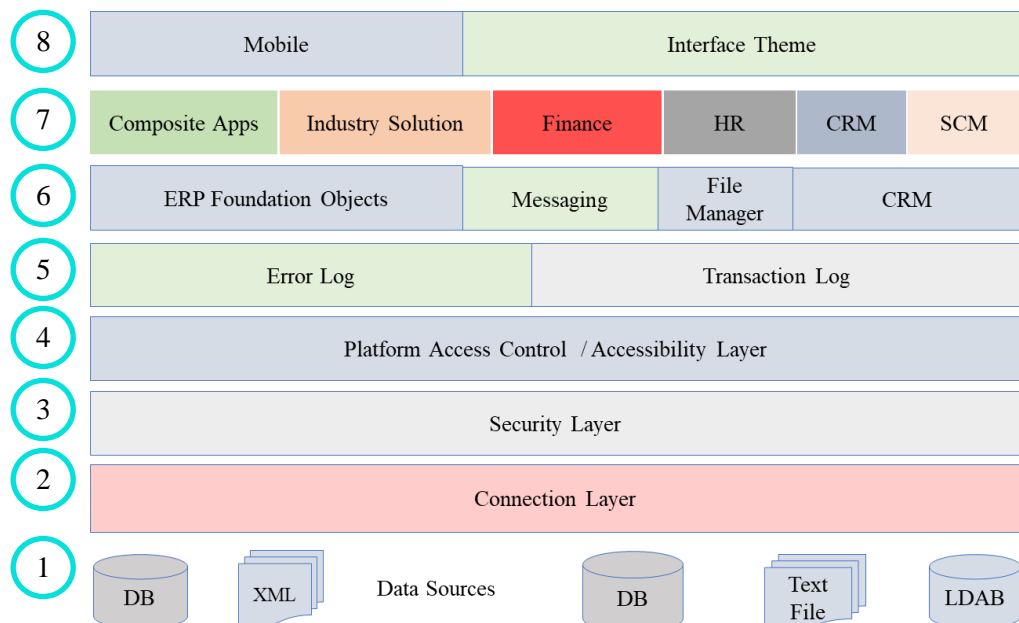 8
Mobile
Interface Theme
7
Composite Apps
Industry Solution
Finance
HR
CRM
SCM
6
ERP Foundation Objects
Messaging
File
Manager
CRM
5
Error Log
Transaction Log
4
Platform Access Control / Accessibility Layer
3
Security Layer
2
Connection Layer
1
DB
XML
Data Sources
DB
Text
File
LDAB